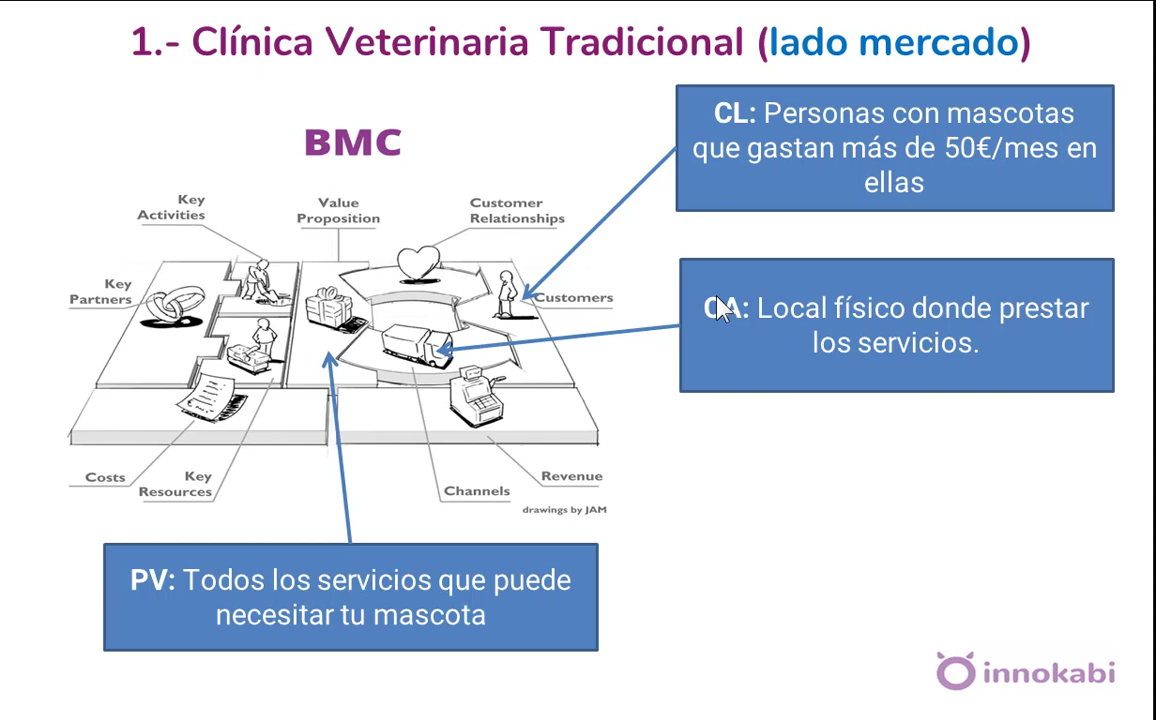 1.- Clínica Veterinaria Tradicional (lado mercado)
CL: Personas con mascotas
que gastan más de 50€/mes en
ellas
BMC
Key
Activities
Value
Proposition
Customer
Relationships
Key
Partners
Customers
CA: Local físico donde prestar
los servicios.
Costs
Key
Resources
Channels
Revenue
drawings by JAM
PV: Todos los servicios que puede
necesitar tu mascota
innokabi